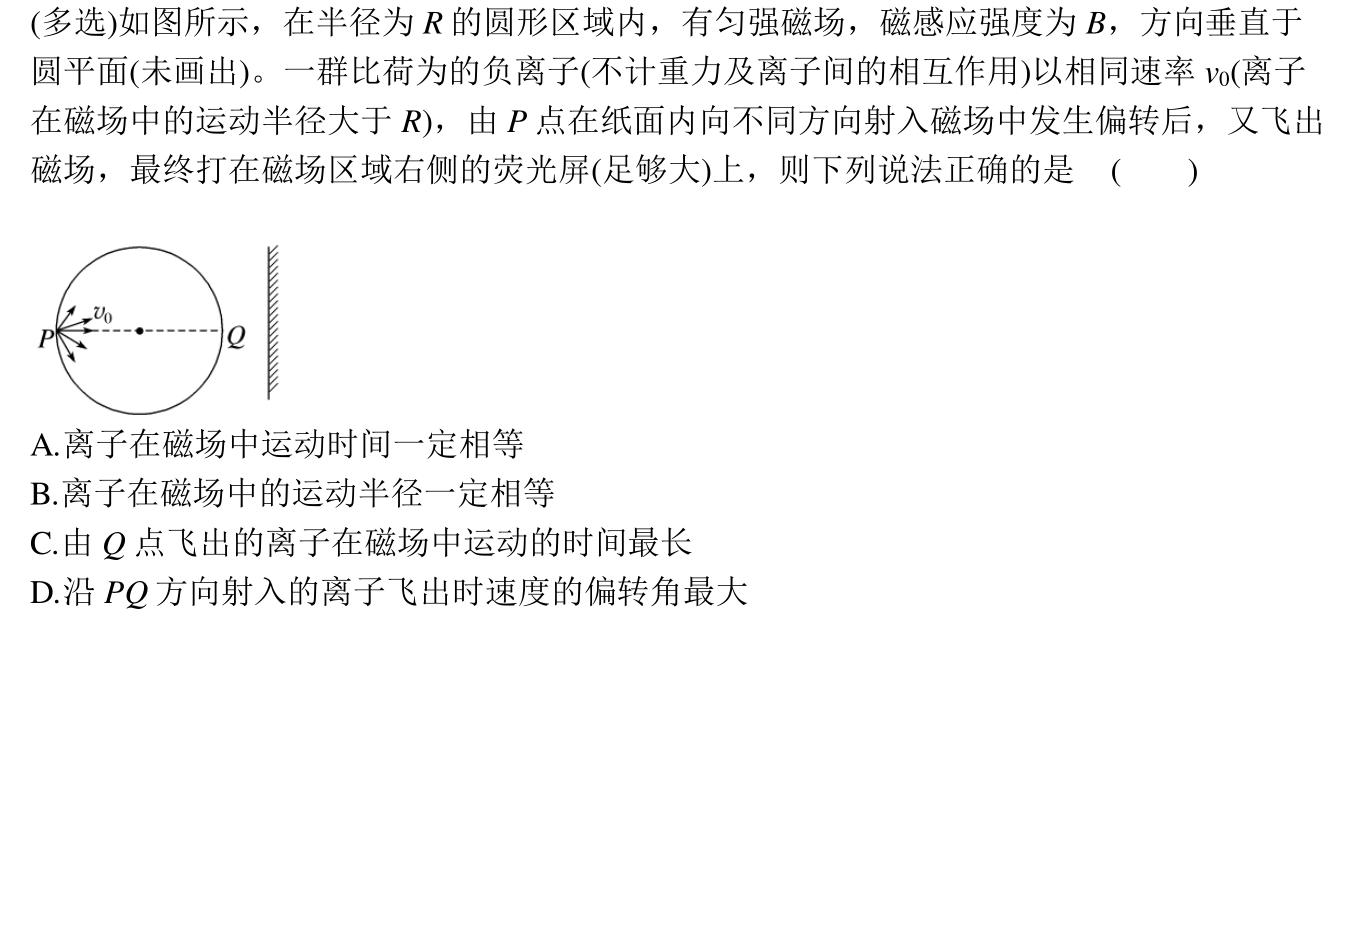 (多选)如图所示，在半径为 R 的圆形区域内，有匀强磁场，磁感应强度为 B，方向垂直于
圆平面(未画出)。一群比荷为的负离子(不计重力及离子间的相互作用)以相同速率 v0(离子
在磁场中的运动半径大于 R)，由 P 点在纸面内向不同方向射入磁场中发生偏转后，又飞出
磁场，最终打在磁场区域右侧的荧光屏(足够大)上，则下列说法正确的是 (  )
v0
P
Q
A.离子在磁场中运动时间一定相等
B.离子在磁场中的运动半径一定相等
C.由 Q 点飞出的离子在磁场中运动的时间最长
D.沿 PQ 方向射入的离子飞出时速度的偏转角最大